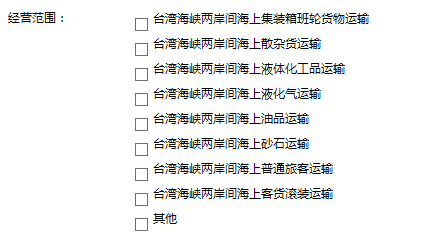 经营范围：
台湾海峡两岸间海上集装箱班轮货物运输
台湾海峡两岸间海上散杂货运输
台湾海峡两岸间海上液体化工品运输
台湾海峡两岸间海上液化气运输
台湾海峡两岸间海上油品运输
台湾海峡两岸间海上砂石运输
台湾海峡两岸间海上普通旅客运输
台湾海峡两岸间海上客货滚装运输
其他